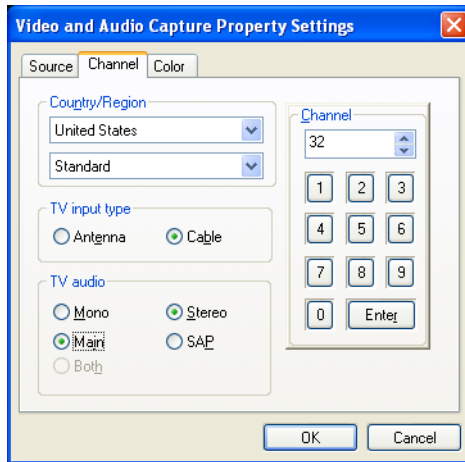 Video and Audio Capture Property Settings
Source Channel Color
Country/Region
United States
Standard
TV input type
Antenna Cable
TV audio
Mono Stereo
Main SAP
Both
Channel
32
1 2 3
4 5 6
7 8 9
0 Enter
OK Cancel